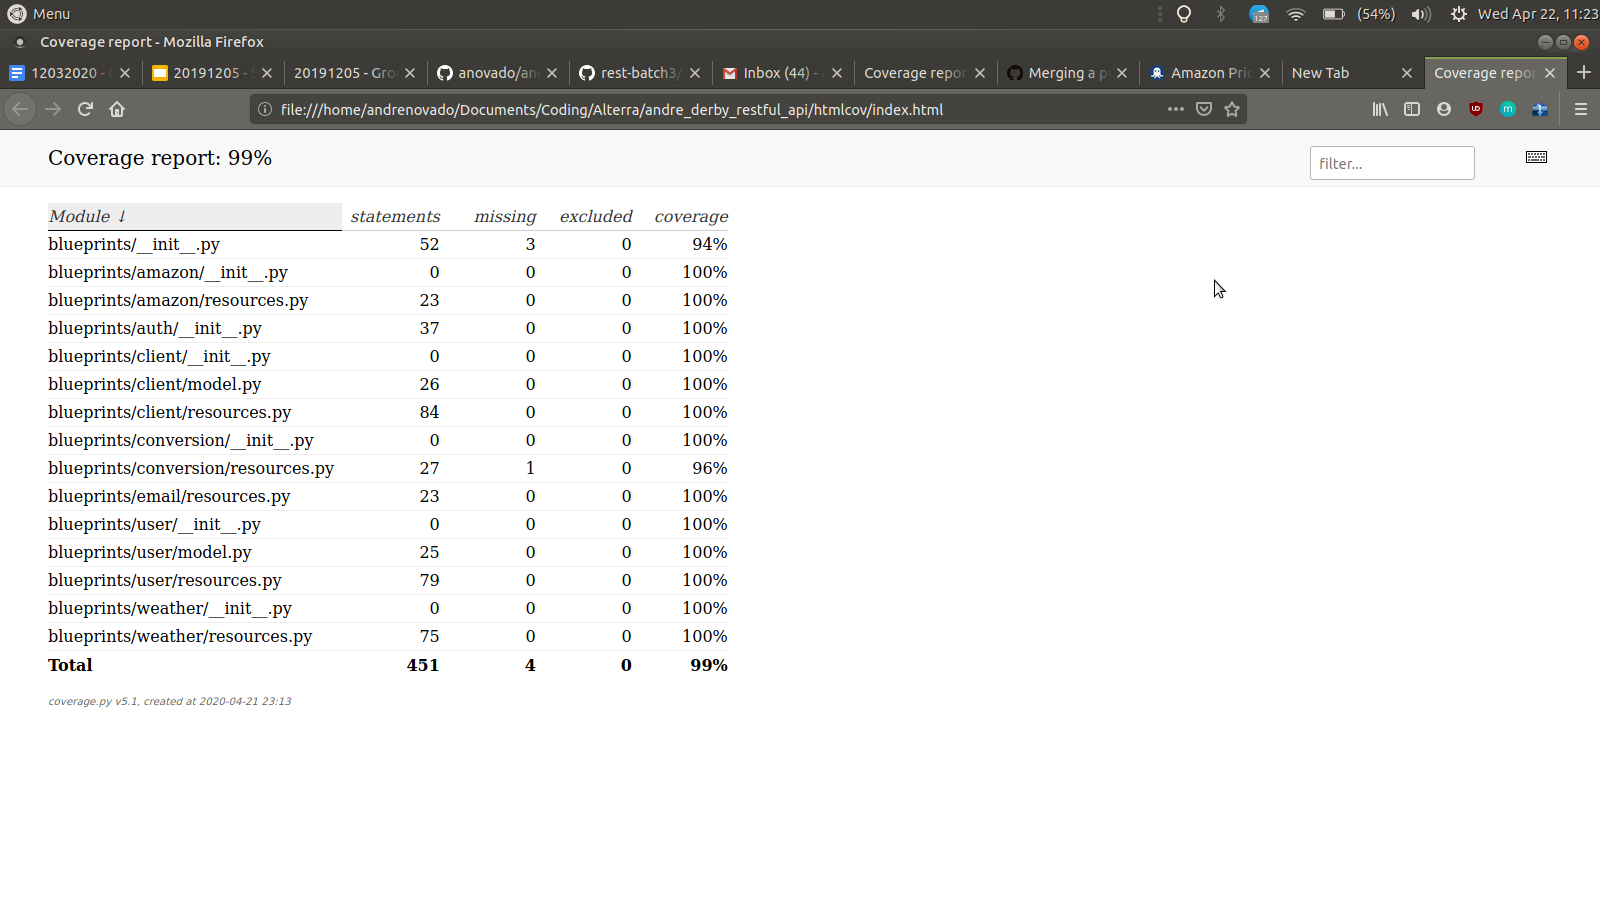 Menu
127
(54%)
Wed Apr 22, 11:23
Coverage report - Mozilla Firefox
12032020 -
20191205 -
20191205 - Gro
anovado/an
rest-batch3/
Inbox (44) -
Coverage repor
Merging a p
Amazon Pric
New Tab
Coverage repor
file:///home/andrenovado/Documents/Coding/Alterra/andre_derby_restful_api/htmlcov/index.html
Coverage report: 99%
filter...
Module ↓ statements missing excluded coverage
blueprints/__init__.py 52 3 0 94%
blueprints/amazon/__init__.py 0 0 0 100%
blueprints/amazon/resources.py 23 0 0 100%
blueprints/auth/__init__.py 37 0 0 100%
blueprints/client/__init__.py 0 0 0 100%
blueprints/client/model.py 26 0 0 100%
blueprints/client/resources.py 84 0 0 100%
blueprints/conversion/__init__.py 0 0 0 100%
blueprints/conversion/resources.py 27 1 0 96%
blueprints/email/resources.py 23 0 0 100%
blueprints/user/__init__.py 0 0 0 100%
blueprints/user/model.py 25 0 0 100%
blueprints/user/resources.py 79 0 0 100%
blueprints/weather/__init__.py 0 0 0 100%
blueprints/weather/resources.py 75 0 0 100%
Total 451 4 0 99%
coverage.py v5.1, created at 2020-04-21 23:13